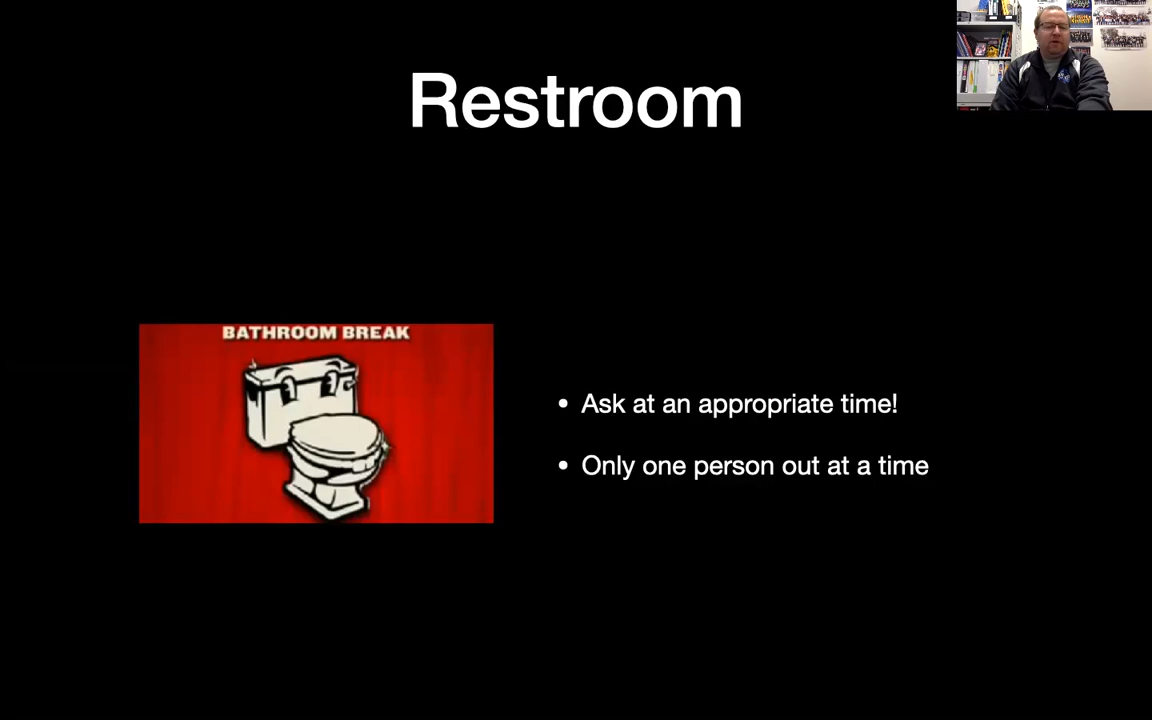 Restroom
BATHROOM BREAK
• Ask at an appropriate time!
• Only one person out at a time